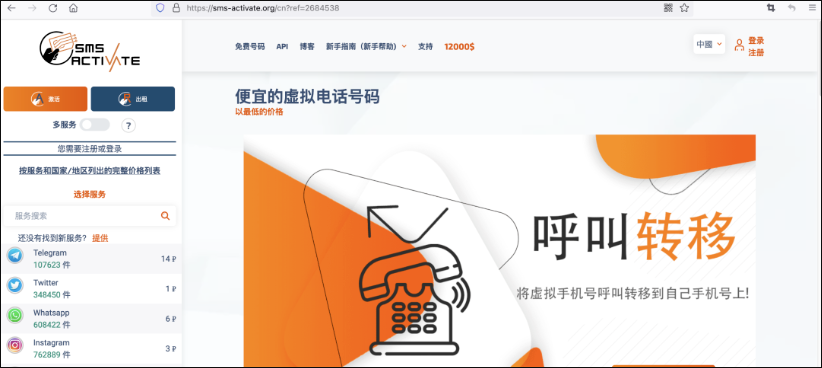 https://sms-activate.org/cn?ref=2684538
SMS
ACTIVATE
免费号码 API 博客 新手指南（新手帮助） 支持 12000$
中國
登录
注册
激活 出租
多服务 ?
您需要注册或登录
按服务和国家/地区列出的完整价格列表
选择服务
服务搜索
还没有找到新服务？ 提供
Telegram
107623 件 14 ₽
Twitter
348450 件 1 ₽
Whatsapp
608422 件 6 ₽
Instagram
762889 件 3 ₽
便宜的虚拟电话号码
以最低的价格
呼叫转移
将虚拟手机号呼叫转移到自己手机号上!